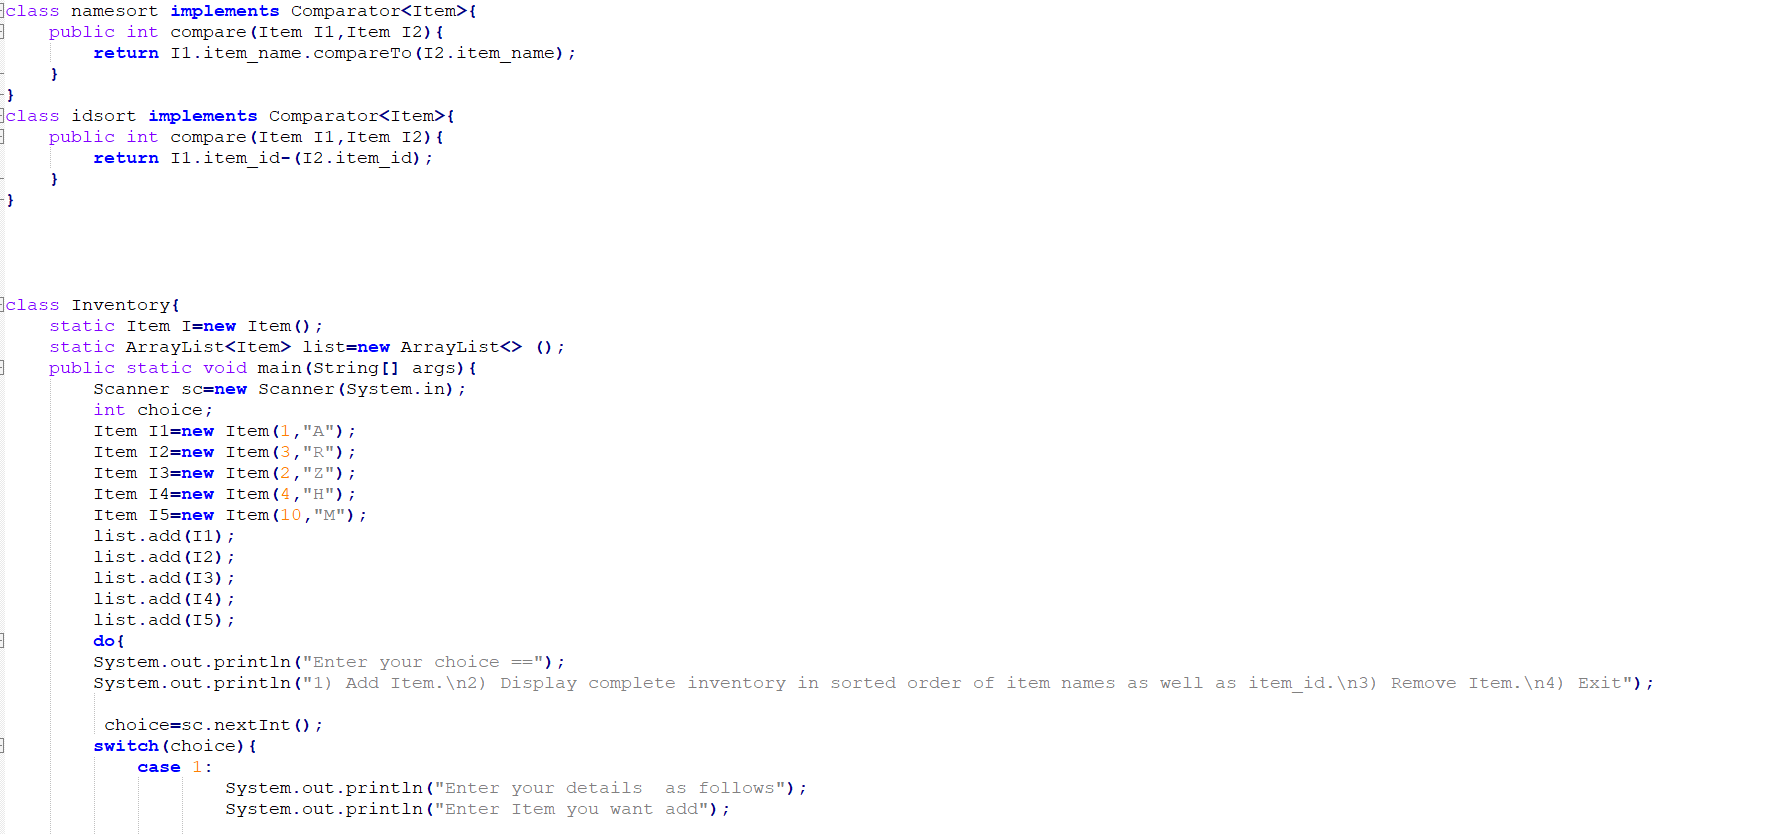 class namesort implements Comparator<Item>{
    public int compare(Item I1,Item I2){
        return I1.item_name.compareTo(I2.item_name);
    }
}
class idsort implements Comparator<Item>{
    public int compare(Item I1,Item I2){
        return I1.item_id-(I2.item_id);
    }
}
class Inventory{
    static Item I=new Item();
    static ArrayList<Item> list=new ArrayList<> ();
    public static void main(String[] args){
        Scanner sc=new Scanner(System.in);
        int choice;
        Item I1=new Item(1,"A");
        Item I2=new Item(3,"R");
        Item I3=new Item(2,"Z");
        Item I4=new Item(4,"H");
        Item I5=new Item(10,"M");
        list.add(I1);
        list.add(I2);
        list.add(I3);
        list.add(I4);
        list.add(I5);
        do{
        System.out.println("Enter your choice ==");
        System.out.println("1) Add Item.\n2) Display complete inventory in sorted order of item names as well as item_id.\n3) Remove Item.\n4) Exit");
         choice=sc.nextInt();
        switch(choice){
            case 1:
                    System.out.println("Enter your details  as follows");
                    System.out.println("Enter Item you want add");